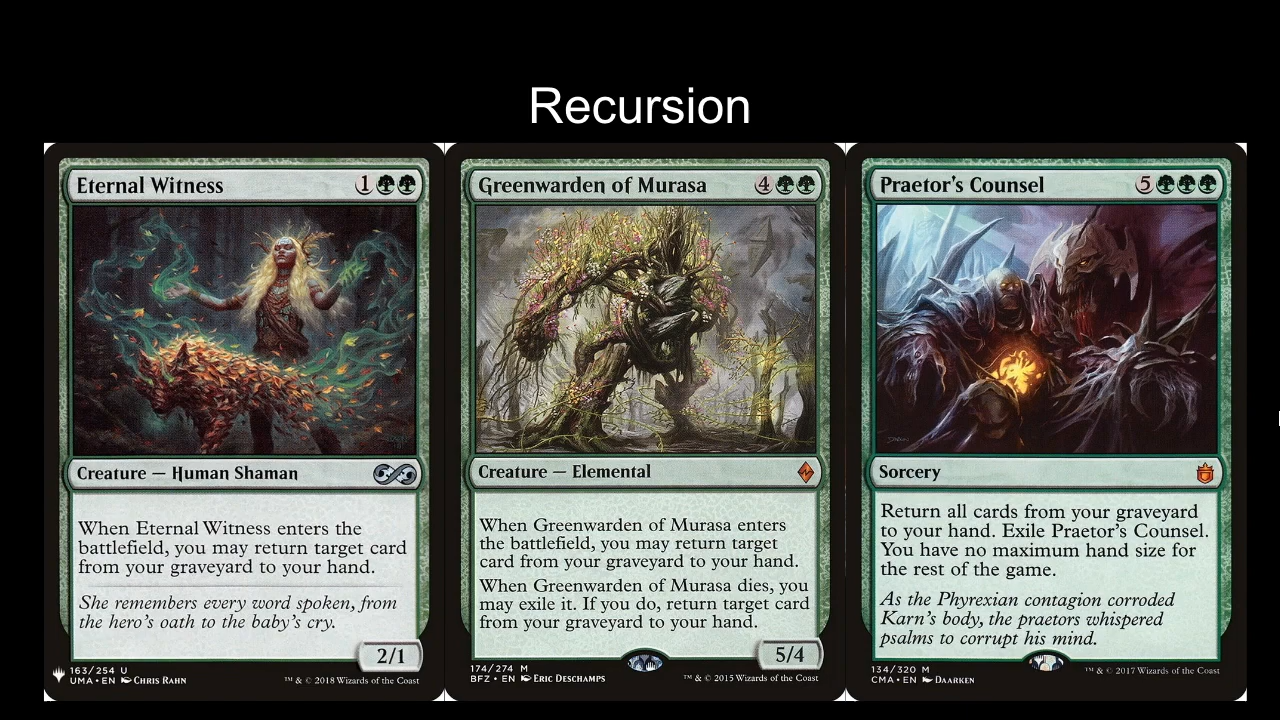 Recursion
Eternal Witness 1
Creature — Human Shaman
When Eternal Witness enters the
battlefield, you may return target card
from your graveyard to your hand.
She remembers every word spoken, from
the hero's oath to the baby's cry.
2/1
163/254 U
UMA • EN Chris Rahn
™ & © 2018 Wizards of the Coast
Greenwarden of Murasa 4
Creature — Elemental
When Greenwarden of Murasa enters
the battlefield, you may return target
card from your graveyard to your hand.
When Greenwarden of Murasa dies, you
may exile it. If you do, return target card
from your graveyard to your hand.
5/4
174/274 M
BFZ • EN Eric Deschamps
™ & © 2015 Wizards of the Coast
Praetor's Counsel 5
Sorcery
Return all cards from your graveyard
to your hand. Exile Praetor's Counsel.
You have no maximum hand size for
the rest of the game.
As the Phyrexian contagion corroded
Karn's body, the praetors whispered
psalms to corrupt his mind.
134/320 M
CMA • EN Daarken
™ & © 2017 Wizards of the Coast